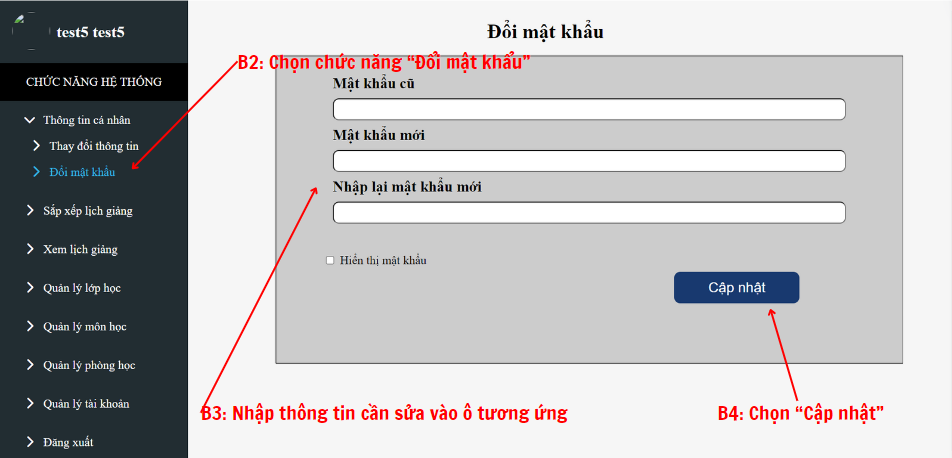 test5 test5
CHỨC NĂNG HỆ THỐNG
Thông tin cá nhân
Thay đổi thông tin
Đổi mật khẩu
Sắp xếp lịch giảng
Xem lịch giảng
Quản lý lớp học
Quản lý môn học
Quản lý phòng học
Quản lý tài khoản
Đăng xuất
Đổi mật khẩu
B2: Chọn chức năng “Đổi mật khẩu”
Mật khẩu cũ
Mật khẩu mới
Nhập lại mật khẩu mới
Hiển thị mật khẩu
Cập nhật
B3: Nhập thông tin cần sửa vào ô tương ứng
B4: Chọn “Cập nhật”